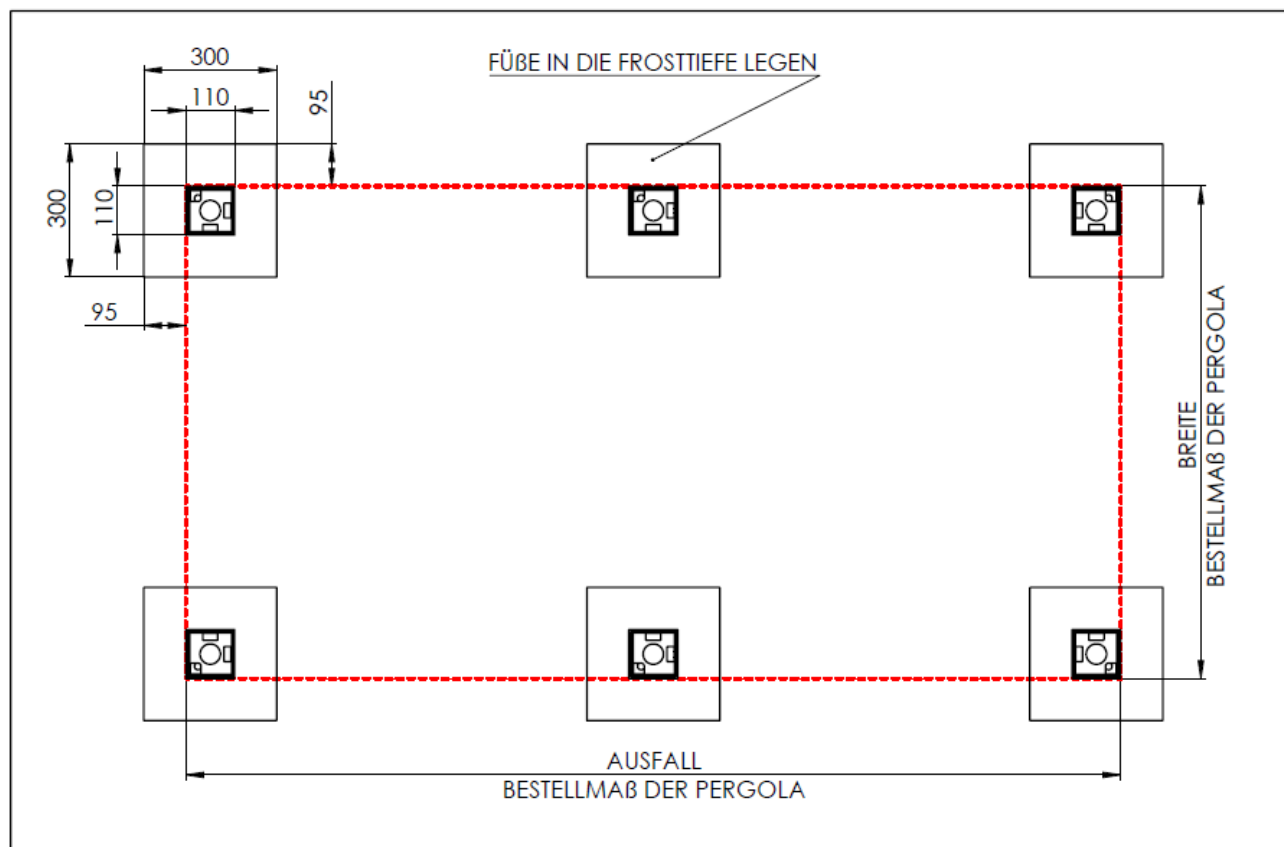 300
FÜßE IN DIE FROSTTIEFE LEGEN
110
95
300
110
95
BREITE
BESTELLMAß DER PERGOLA
AUSFALL
BESTELLMAß DER PERGOLA